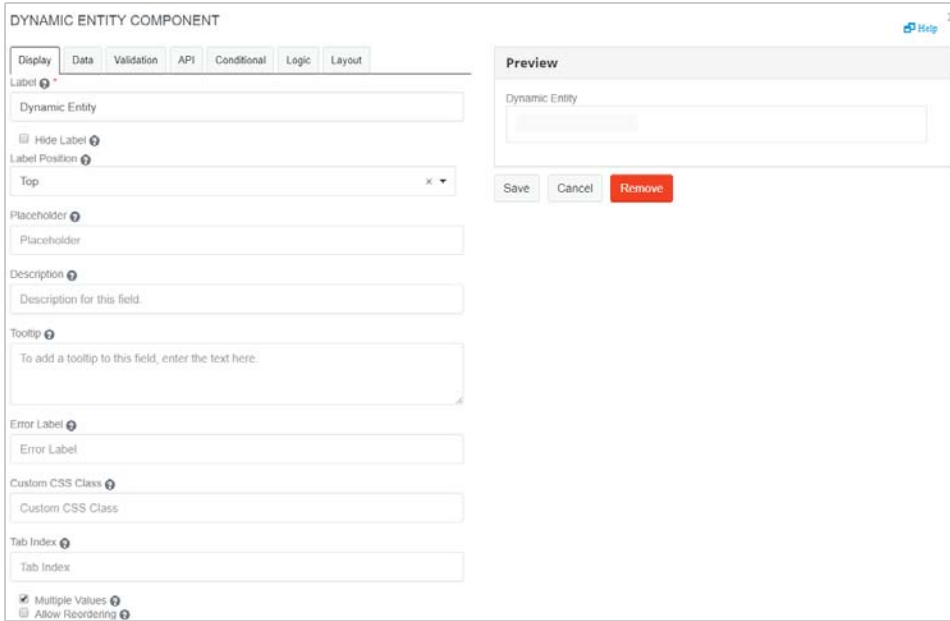 DYNAMIC ENTITY COMPONENT
Help
Display Data Validation API Conditional Logic Layout
Label *
Dynamic Entity
Hide Label
Label Position
Top
Placeholder
Placeholder
Description
Description for this field.
Tooltip
To add a tooltip to this field, enter the text here.
Error Label
Error Label
Custom CSS Class
Custom CSS Class
Tab Index
Tab Index
Multiple Values
Allow Reordering
Preview
Dynamic Entity
Save Cancel Remove